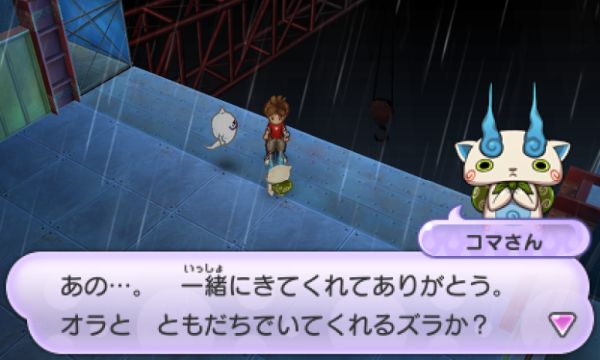 コマさん
いっしょ
あの…。 一緒にきてくれてありがとう。
オラと ともだちでいてくれるズラか？